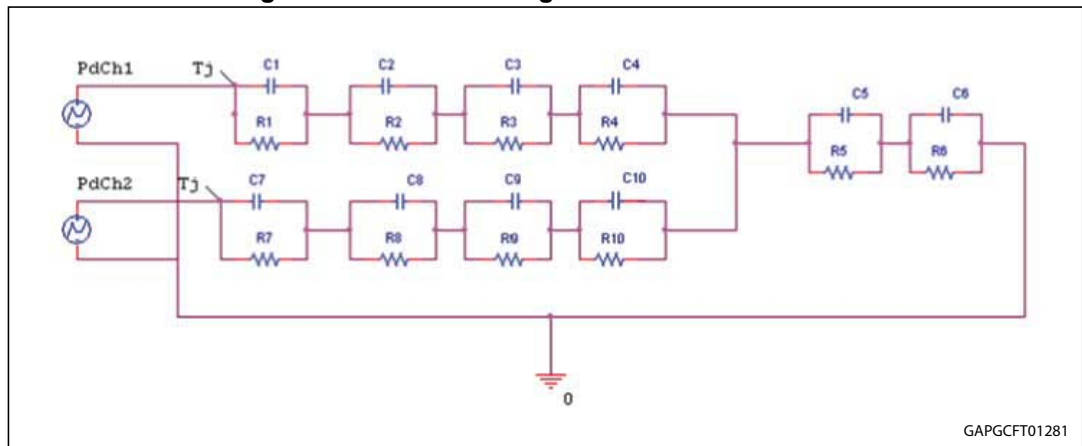 PdCh1
Tj
C1
C2
C3
C4
R1
R2
R3
R4
C5
C6
R5
R6
PdCh2
Tj
C7
C8
C9
C10
R7
R8
R9
R10
0
GAPGCFT01281